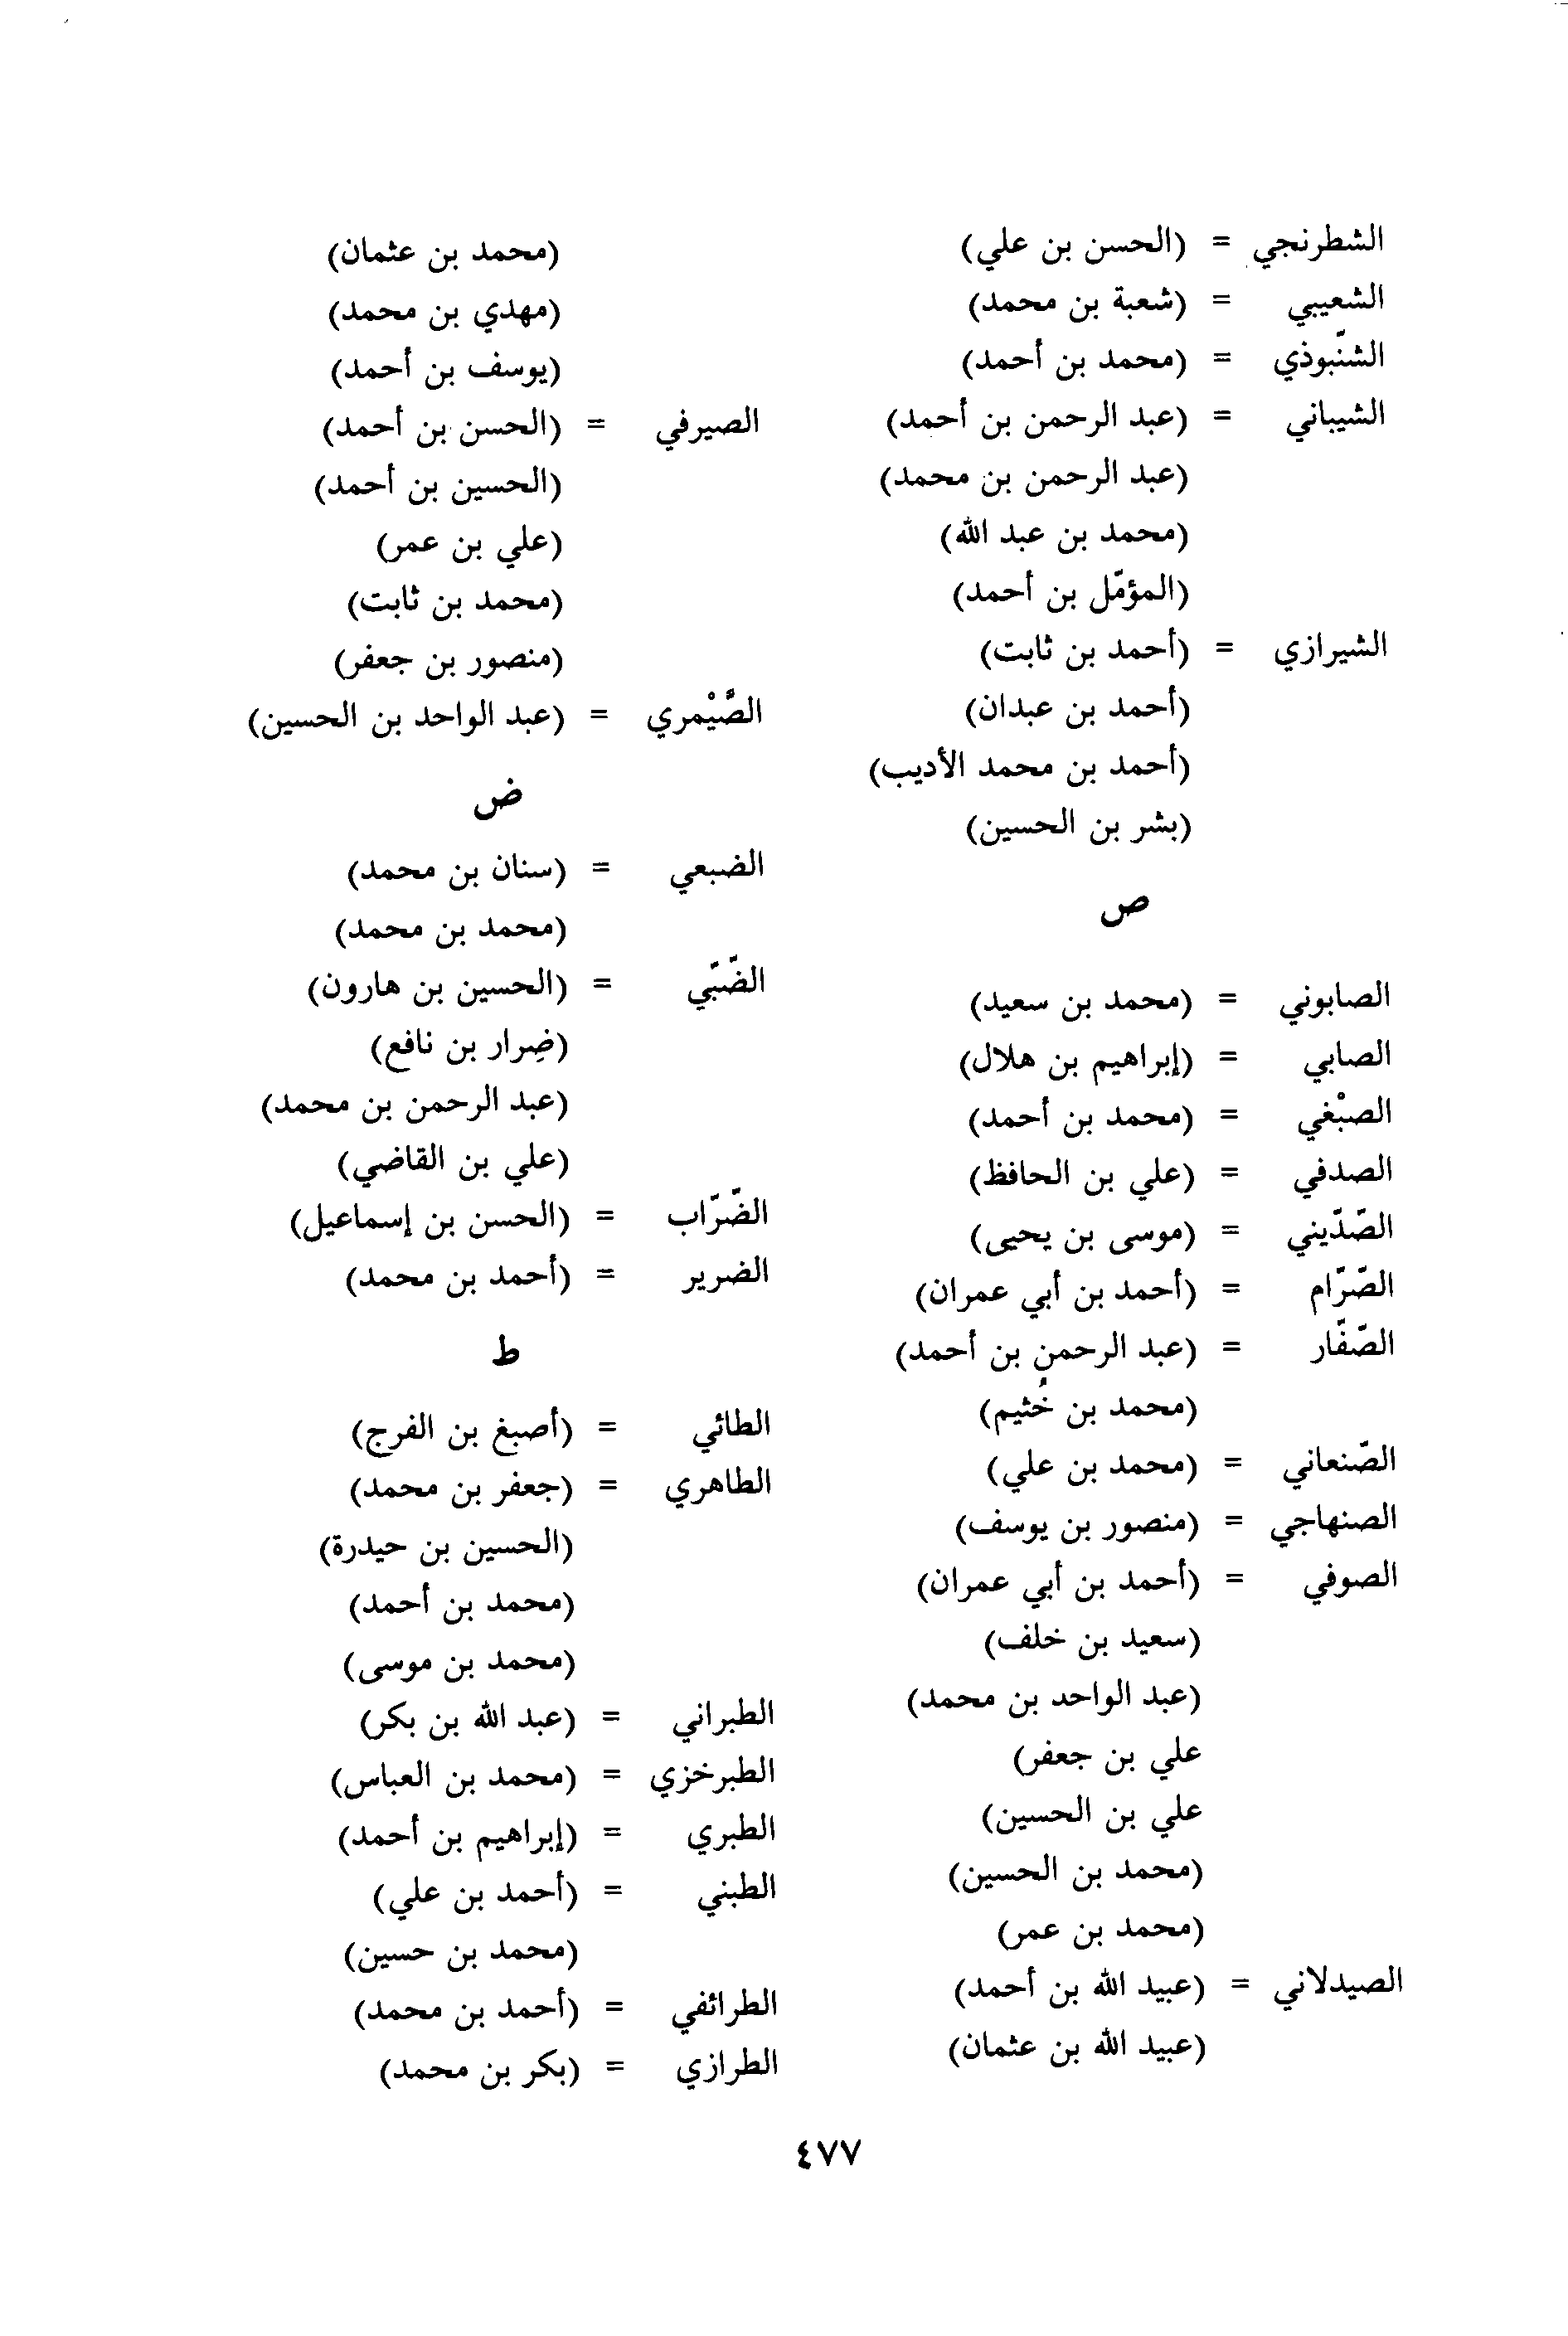 الشطرنجي = (الحسن بن علي)
الشعيبي = (شعبة بن محمد)
الشنّبوذي = (محمد بن أحمد)
الشيباني = (عبد الرحمن بن أحمد)
(عبد الرحمن بن محمد)
(محمد بن عبد الله)
(المؤمّل بن أحمد)
الشيرازي = (أحمد بن ثابت)
(أحمد بن عبدان)
(أحمد بن محمد الأديب)
(بشر بن الحسين)
ص
الصابوني = (محمد بن سعيد)
الصابي = (إبراهيم بن هلال)
الصبْغي = (محمد بن أحمد)
الصدفي = (علي بن الحافظ)
الصّدّيني = (موسى بن يحيى)
الصّرّام = (أحمد بن أبي عمران)
الصّفّار = (عبد الرحمن بن أحمد)
(محمد بن خُثيم)
الصّنعاني = (محمد بن علي)
الصنهاجي = (منصور بن يوسف)
الصوفي = (أحمد بن أبي عمران)
(سعيد بن خلف)
(عبد الواحد بن محمد)
علي بن جعفر)
علي بن الحسين)
(محمد بن الحسين)
(محمد بن عمر)
الصيدلاني = (عبيد الله بن أحمد)
(عبيد الله بن عثمان)
(محمد بن عثمان)
(مهدي بن محمد)
(يوسف بن أحمد)
الصيرفي = (الحسن بن أحمد)
(الحسين بن أحمد)
(علي بن عمر)
(محمد بن ثابت)
(منصور بن جعفر)
الصَّيْمري = (عبد الواحد بن الحسين)
ض
الضبعي = (سنان بن محمد)
(محمد بن محمد)
الضّبّي = (الحسين بن هارون)
(ضِرار بن نافع)
(عبد الرحمن بن محمد)
(علي بن القاضي)
الضّرّاب = (الحسن بن إسماعيل)
الضرير = (أحمد بن محمد)
ط
الطائي = (أصبغ بن الفرج)
الطاهري = (جعفر بن محمد)
(الحسين بن حيدرة)
(محمد بن أحمد)
(محمد بن موسى)
الطبراني = (عبد الله بن بكر)
الطبرخزي = (محمد بن العباس)
الطبري = (إبراهيم بن أحمد)
الطبني = (أحمد بن علي)
(محمد بن حسين)
الطرائفي = (أحمد بن محمد)
الطرازي = (بكر بن محمد)
٤٧٧